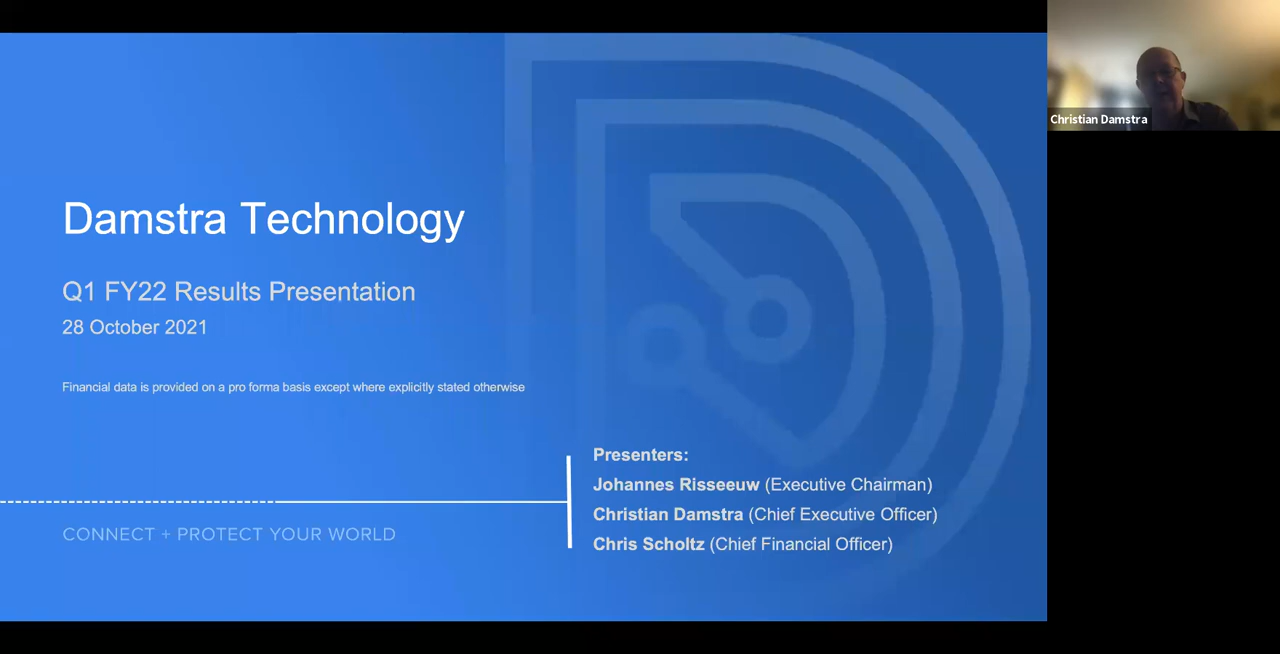 Damstra Technology
Q1 FY22 Results Presentation
28 October 2021
Financial data is provided on a pro forma basis except where explicitly stated otherwise
Presenters:
Johannes Risseeuw (Executive Chairman)
Christian Damstra (Chief Executive Officer)
Chris Scholtz (Chief Financial Officer)
CONNECT + PROTECT YOUR WORLD
Christian Damstra